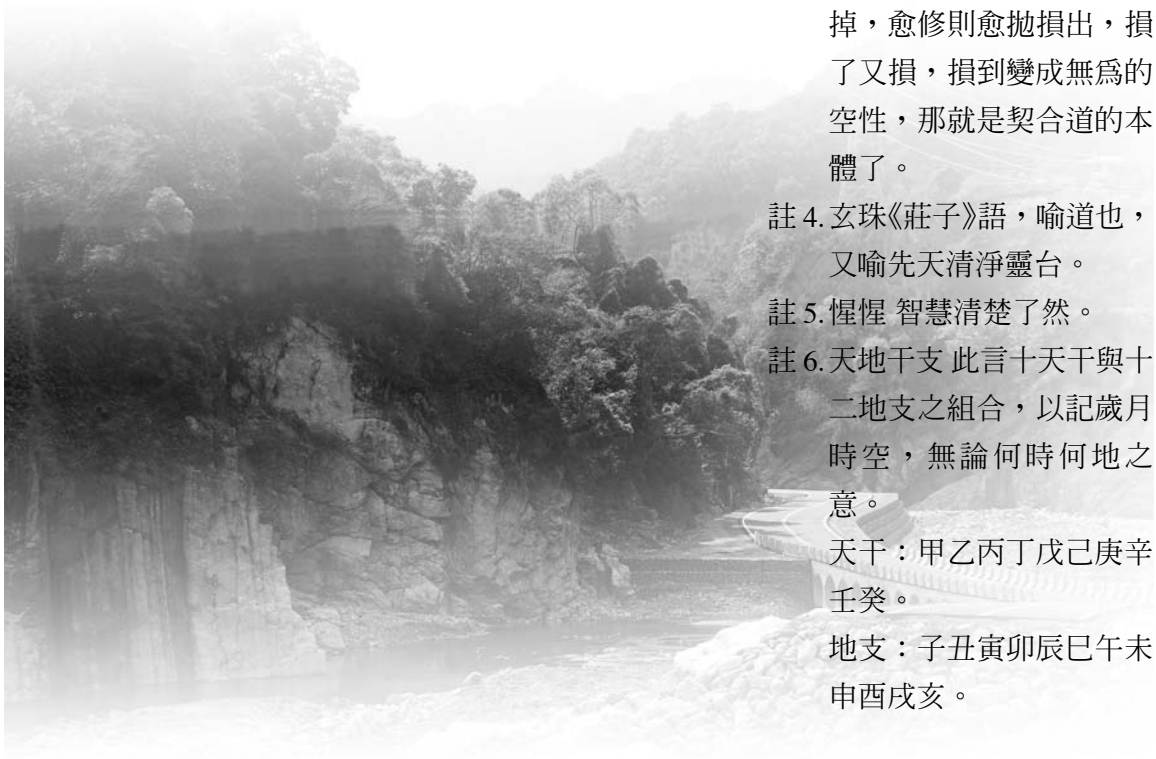 掉，愈修則愈拋損出，損
了又損，損到變成無為的
空性，那就是契合道的本
體了。
註 4. 玄珠《莊子》語，喻道也，
又喻先天清淨靈台。
註 5. 惺惺 智慧清楚了然。
註 6. 天地干支 此言十天干與十
二地支之組合，以記歲月
時空，無論何時何地之
意。
天干：甲乙丙丁戊己庚辛
壬癸。
地支：子丑寅卯辰巳午未
申酉戌亥。